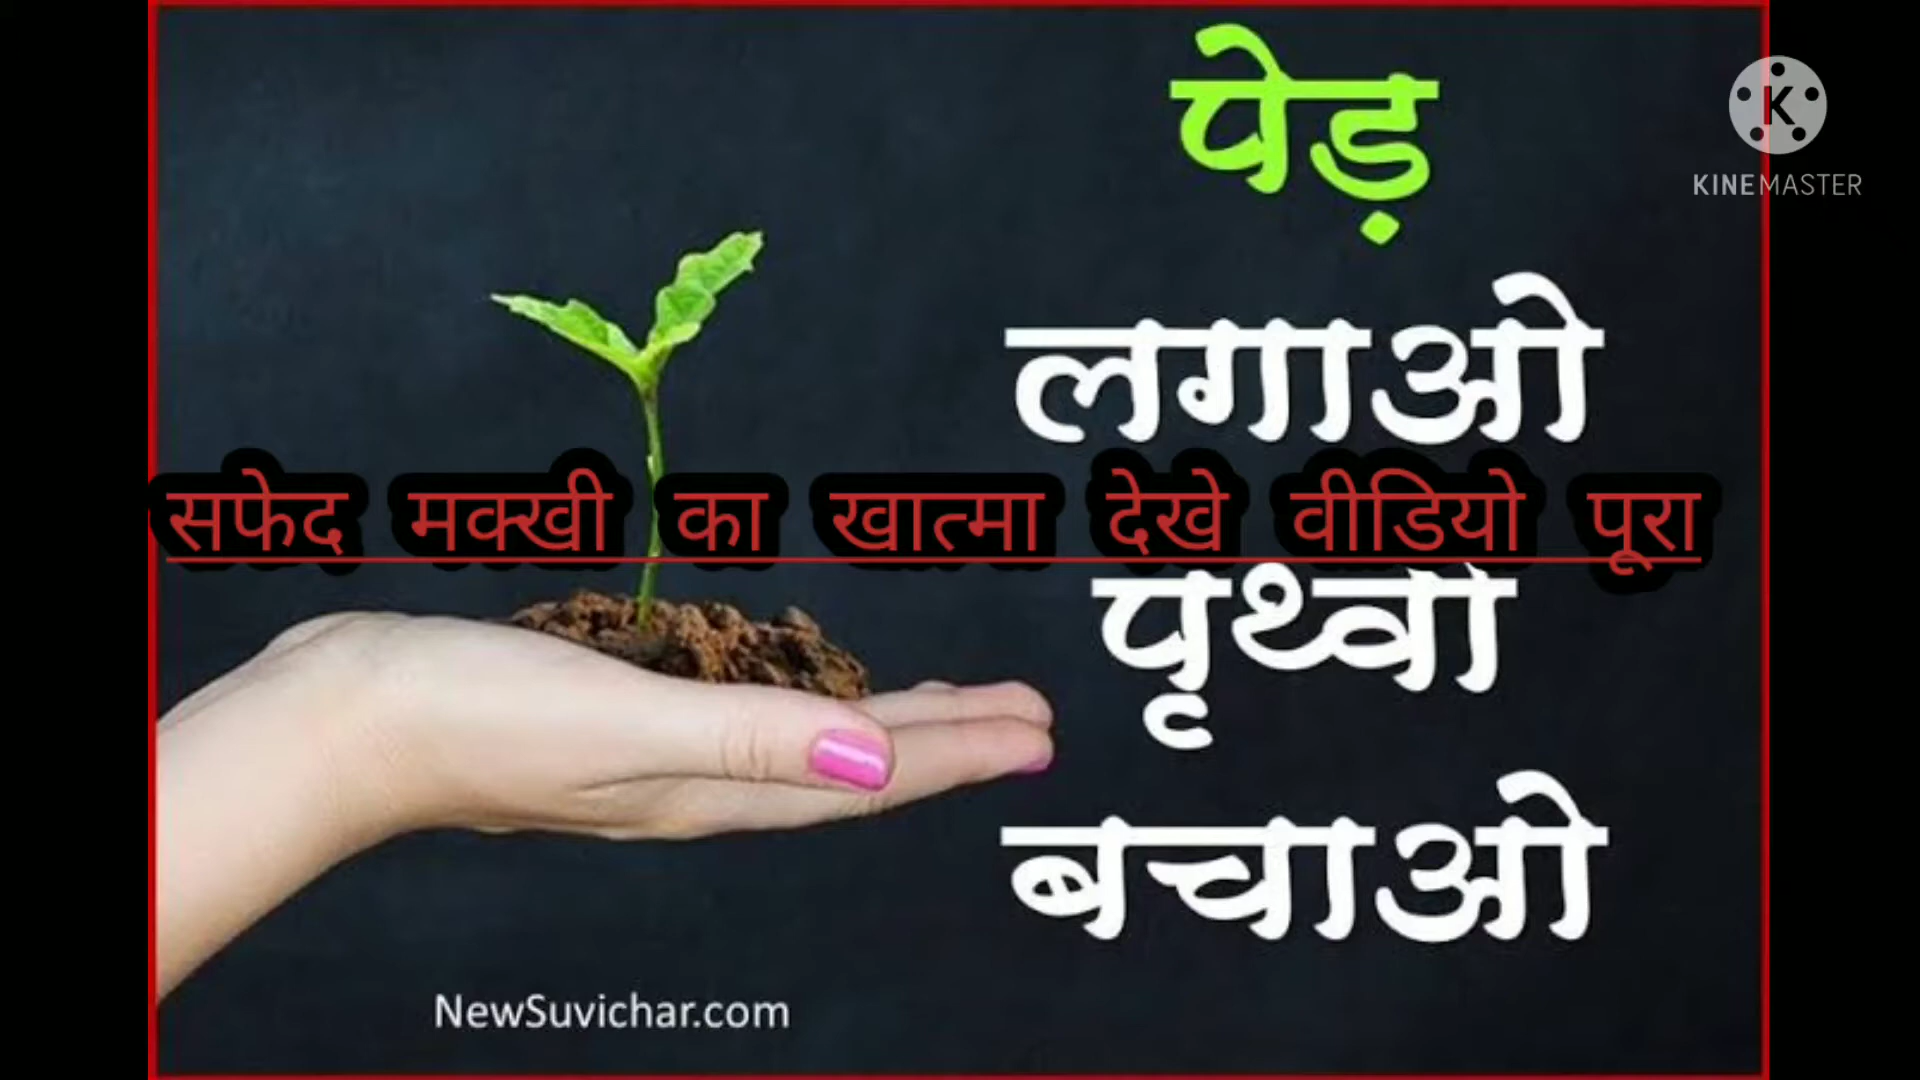 पेड़
KINEMASTER
लगाओ
सफेद मक्खी का खात्मा देखे वीडियो पूरा
पृथ्वी
बचाओ
NewSuvichar.com